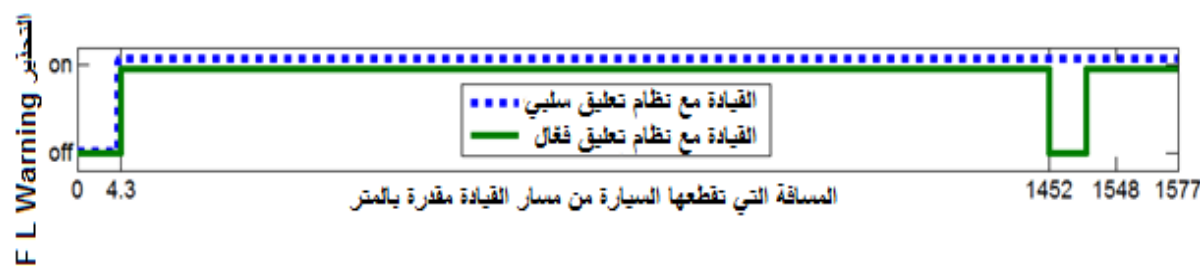 F L Warning التحذير
on
القيادة مع نظام تعليق سلبي
القيادة مع نظام تعليق فعّال
off
0 4.3 1452 1548 1577
المسافة التي تقطعها السيارة من مسار القيادة مقدرة بالمتر